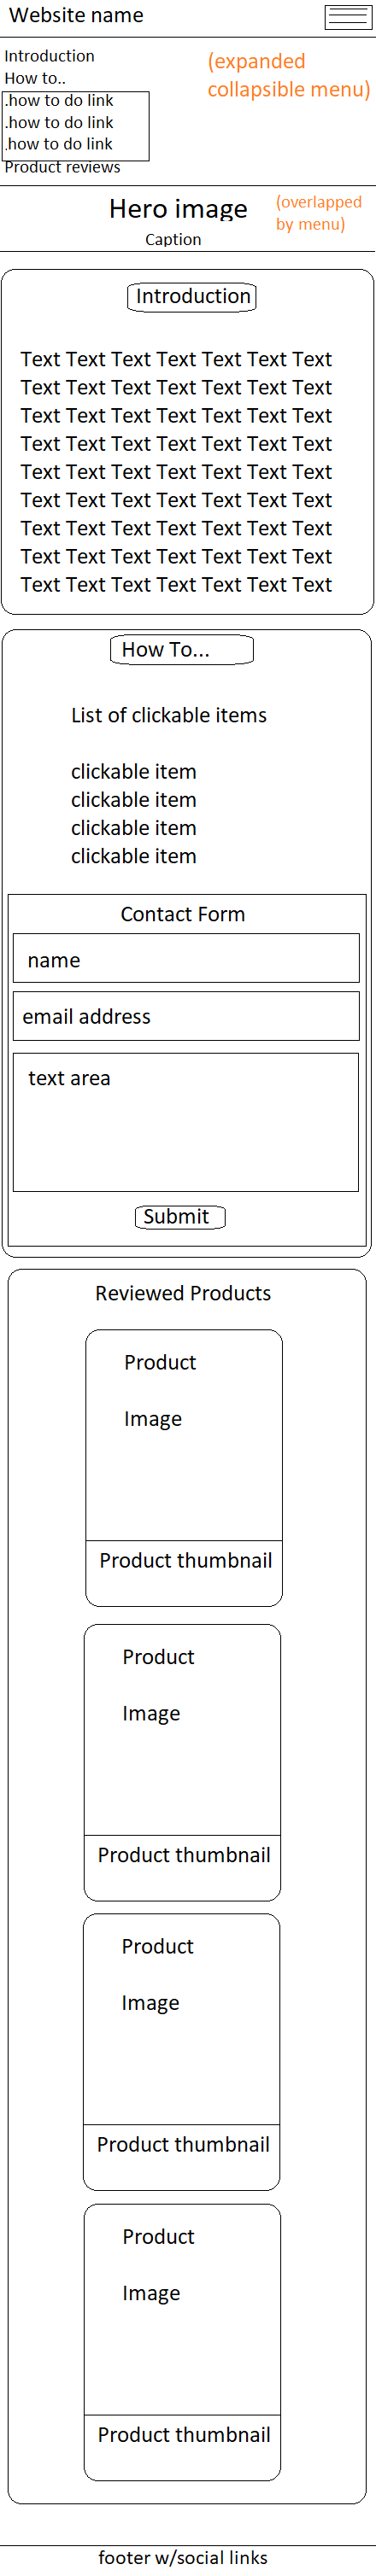 Website name
Introduction
(expanded
How to..
collapsible menu)
.how to do link
.how to do link
.how to do link
Product reviews
Hero image
(overlapped
by menu)
Caption
Introduction
Text Text Text Text Text Text Text
Text Text Text Text Text Text Text
Text Text Text Text Text Text Text
Text Text Text Text Text Text Text
Text Text Text Text Text Text Text
Text Text Text Text Text Text Text
Text Text Text Text Text Text Text
Text Text Text Text Text Text Text
Text Text Text Text Text Text Text
How To...
List of clickable items
clickable item
clickable item
clickable item
clickable item
Contact Form
name
email address
text area
Submit
Reviewed Products
Product
Image
Product thumbnail
Product
Image
Product thumbnail
Product
Image
Product thumbnail
Product
Image
Product thumbnail
footer w/social links